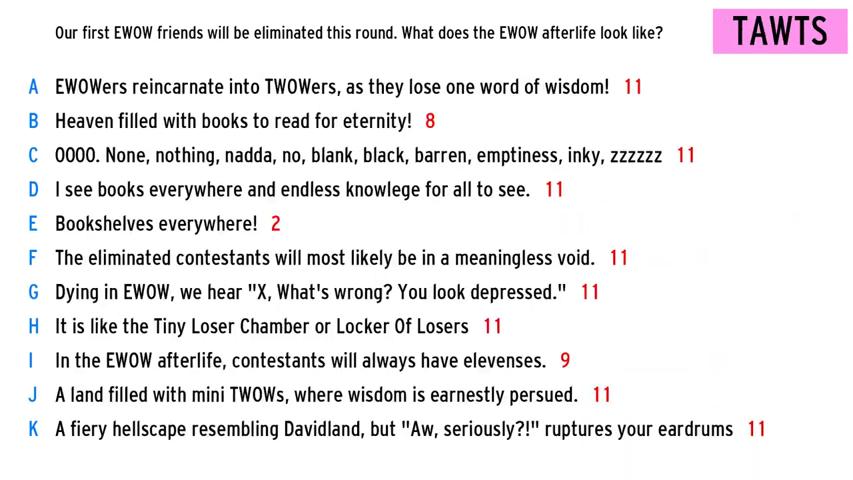 Our first EWOW friends will be eliminated this round. What does the EWOW afterlife look like?
TAWTS
A EWOWers reincarnate into TWOWers, as they lose one word of wisdom! 11
B Heaven filled with books to read for eternity! 8
C OOOO. None, nothing, nadda, no, blank, black, barren, emptiness, inky, zzzzzz 11
D I see books everywhere and endless knowlege for all to see. 11
E Bookshelves everywhere! 2
F The eliminated contestants will most likely be in a meaningless void. 11
G Dying in EWOW, we hear "X, What's wrong? You look depressed." 11
H It is like the Tiny Loser Chamber or Locker Of Losers 11
I In the EWOW afterlife, contestants will always have elevenses. 9
J A land filled with mini TWOWs, where wisdom is earnestly persued. 11
K A fiery hellscape resembling Davidland, but "Aw, seriously?!" ruptures your eardrums 11